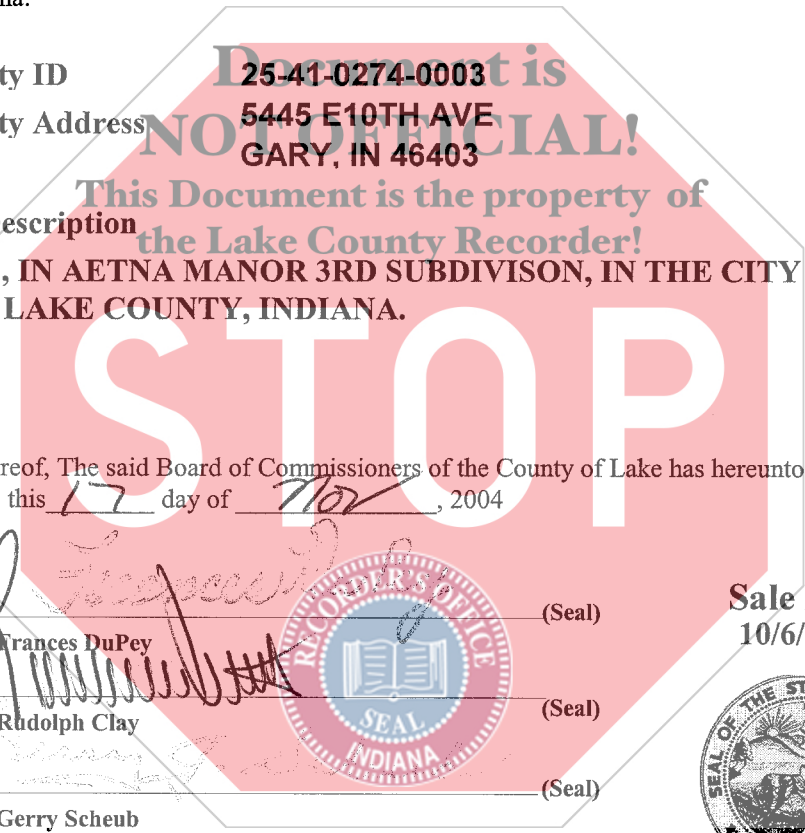 na.
Document is
ty ID 25-41-0274-0003
ty Address 5445 E10TH AVE
NOT OFFICIAL!
GARY, IN 46403
This Document is the property of
escription
the Lake County Recorder!
, IN AETNA MANOR 3RD SUBDIVISON, IN THE CITY
LAKE COUNTY, INDIANA.
STOP
reof, The said Board of Commissioners of the County of Lake has hereunto
this 17 day of Nov, 2004
(Seal)
Frances DuPey
Sale
10/6/
RECORDER'S OFFICE
SEAL
INDIANA
(Seal)
Rudolph Clay
SEAL OF THE ST
(Seal)
Gerry Scheub